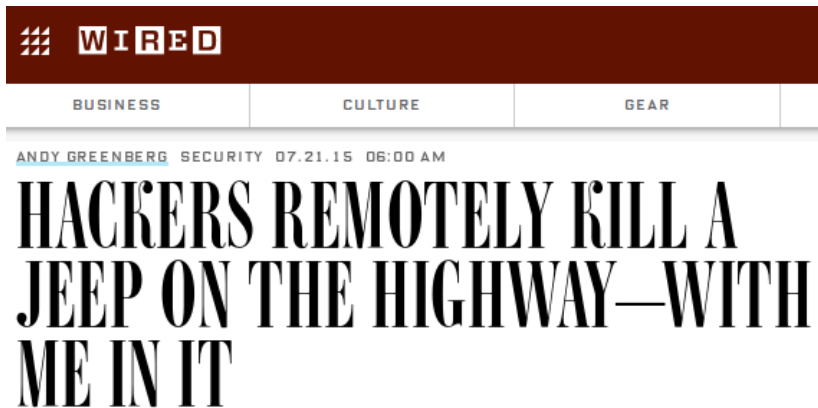 WIRED
BUSINESS CULTURE GEAR
ANDY GREENBERG SECURITY 07.21.15 06:00 AM
HACKERS REMOTELY KILL A
JEEP ON THE HIGHWAY—WITH
ME IN IT